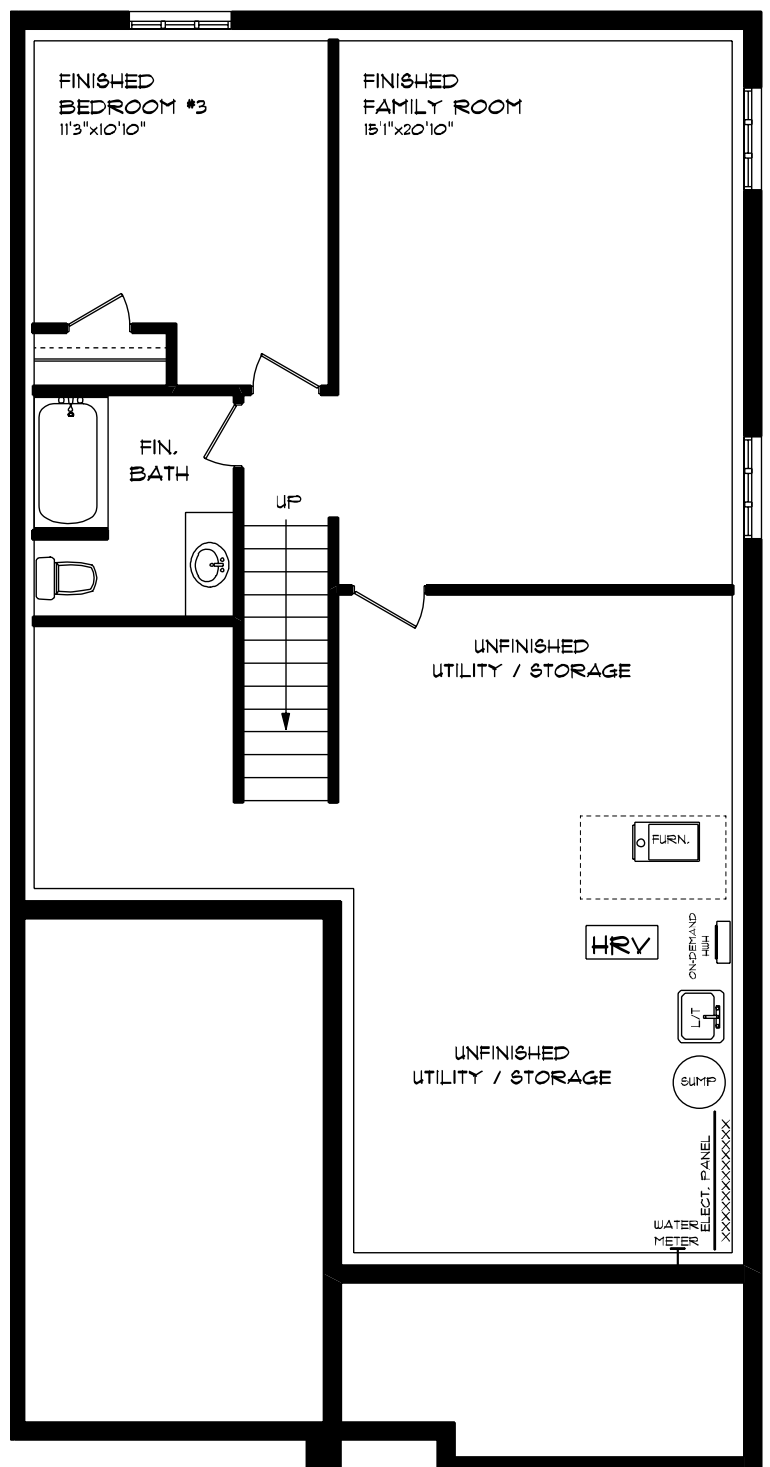 FINISHED
BEDROOM #3
11'3"x10'10"
FINISHED
FAMILY ROOM
15'1"x20'10"
FIN.
BATH
UP
UNFINISHED
UTILITY / STORAGE
FURN.
HRV
ON-DEMAND
HWH
L/T
UNFINISHED
UTILITY / STORAGE
SUMP
ELECT. PANEL
XXXXXXXXXXXXX
WATER
METER